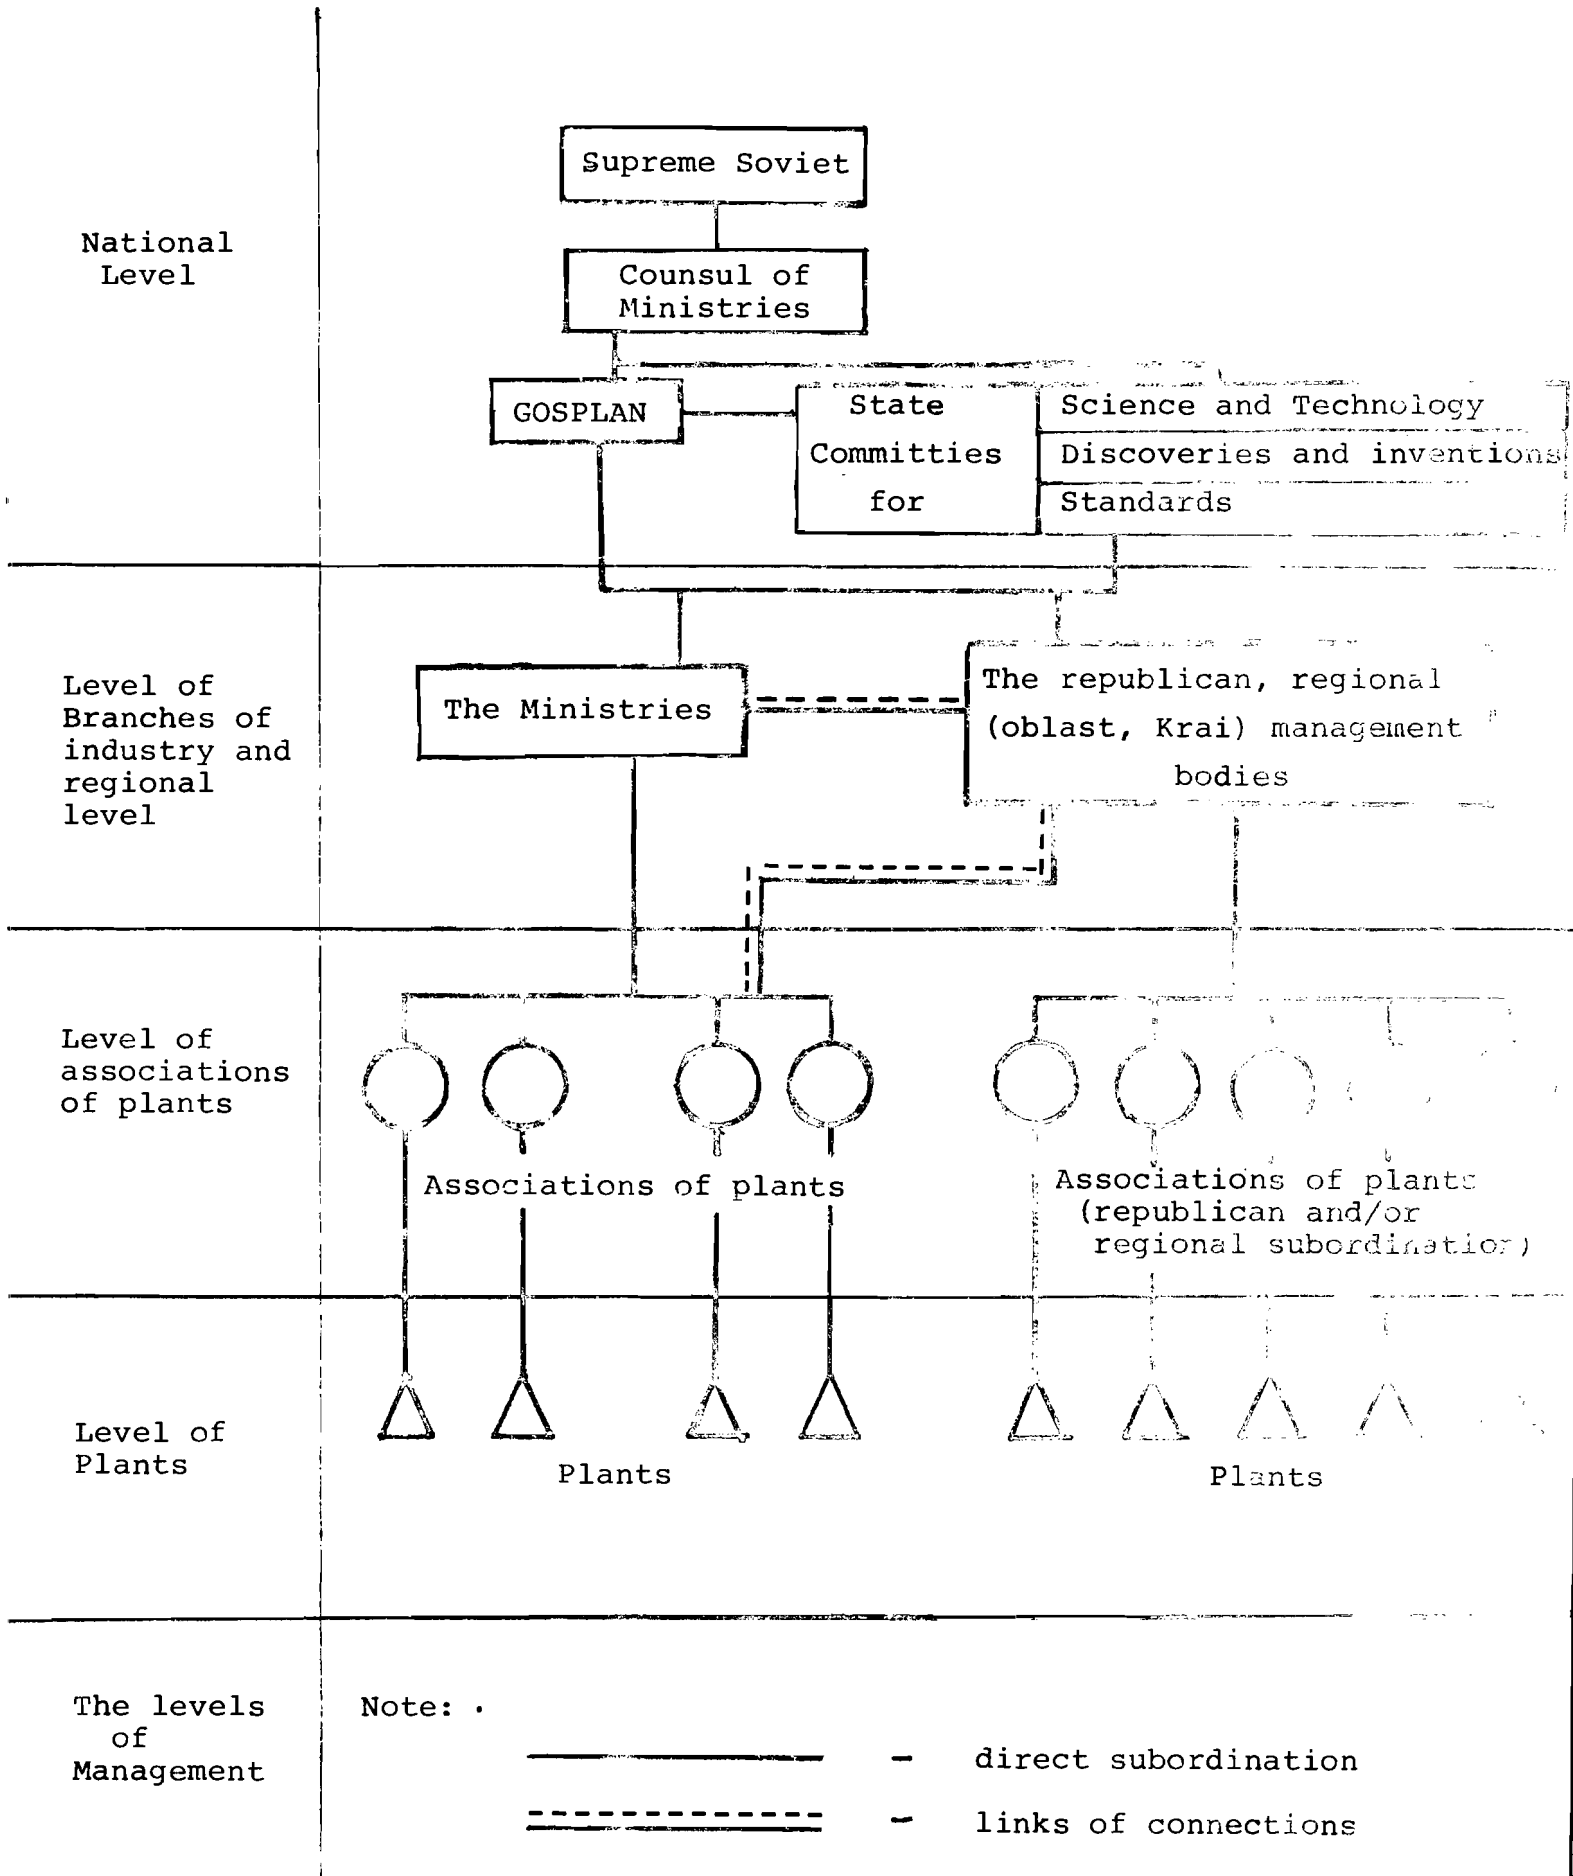 Supreme Soviet
National
Level
Counsul of
Ministries
GOSPLAN
State
Committies
for
Science and Technology
Discoveries and inventions
Standards
Level of
Branches of
industry and
regional
level
The Ministries
The republican, regional
(oblast, Krai) management
bodies
Level of
associations
of plants
Associations of plants
Associations of plants
(republican and/or
regional subordination)
Level of
Plants
Plants
Plants
The levels
of
Management
Note:
- direct subordination
- links of connections